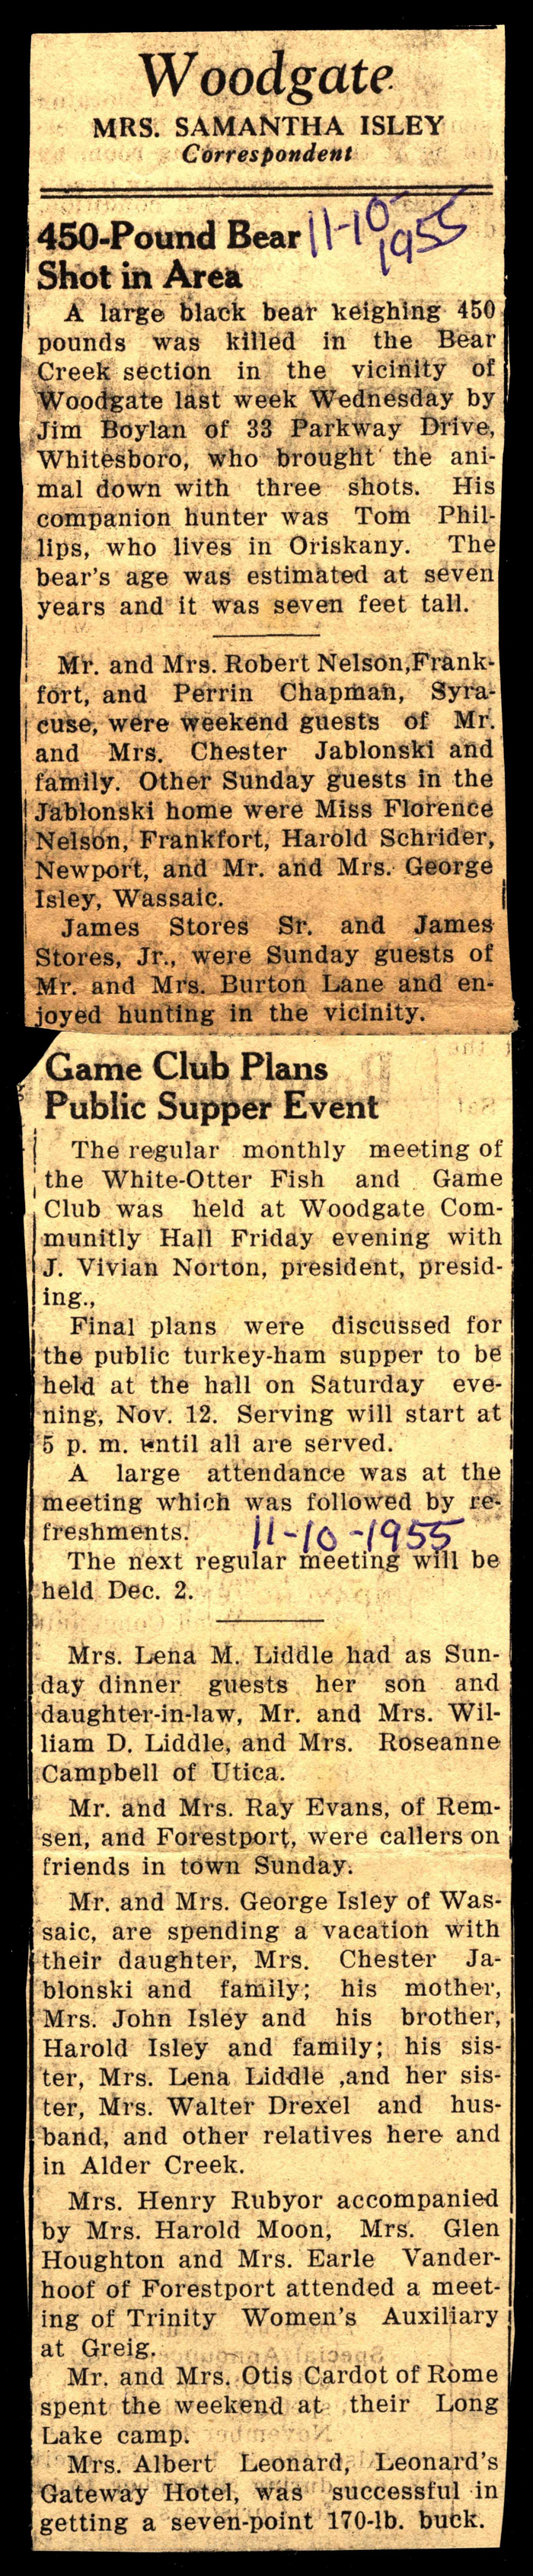 Woodgate
MRS. SAMANTHA ISLEY
Correspondent
450-Pound Bear
Shot in Area
11-10-
1955
A large black bear keighing 450
pounds was killed in the Bear
Creek section in the vicinity of
Woodgate last week Wednesday by
Jim Boylan of 33 Parkway Drive,
Whitesboro, who brought the ani-
mal down with three shots. His
companion hunter was Tom Phil-
lips, who lives in Oriskany. The
bear's age was estimated at seven
years and it was seven feet tall.
Mr. and Mrs. Robert Nelson,Frank-
fort, and Perrin Chapman, Syra-
cuse, were weekend guests of Mr.
and Mrs. Chester Jablonski and
family. Other Sunday guests in the
Jablonski home were Miss Florence
Nelson, Frankfort, Harold Schrider,
Newport, and Mr. and Mrs. George
Isley, Wassaic.
James Stores Sr. and James
Stores, Jr., were Sunday guests of
Mr. and Mrs. Burton Lane and en-
joyed hunting in the vicinity.
Game Club Plans
Public Supper Event
The regular monthly meeting of
the White-Otter Fish and Game
Club was held at Woodgate Com-
munitly Hall Friday evening with
J. Vivian Norton, president, presid-
ing.,
Final plans were discussed for
the public turkey-ham supper to be
held at the hall on Saturday eve-
ning, Nov. 12. Serving will start at
5 p. m. until all are served.
A large attendance was at the
meeting which was followed by re-
freshments.
11-10-1955
The next regular meeting will be
held Dec. 2.
Mrs. Lena M. Liddle had as Sun-
day dinner guests her son and
daughter-in-law, Mr. and Mrs. Wil-
liam D. Liddle, and Mrs. Roseanne
Campbell of Utica.
Mr. and Mrs. Ray Evans, of Rem-
sen, and Forestport, were callers on
friends in town Sunday.
Mr. and Mrs. George Isley of Was-
saic, are spending a vacation with
their daughter, Mrs. Chester Ja-
blonski and family; his mother,
Mrs. John Isley and his brother,
Harold Isley and family; his sis-
ter, Mrs. Lena Liddle ,and her sis-
ter, Mrs. Walter Drexel and hus-
band, and other relatives here and
in Alder Creek.
Mrs. Henry Rubyor accompanied
by Mrs. Harold Moon, Mrs. Glen
Houghton and Mrs. Earle Vander-
hoof of Forestport attended a meet-
ing of Trinity Women's Auxiliary
at Greig.
Mr. and Mrs. Otis Cardot of Rome
spent the weekend at their Long
Lake camp.
Mrs. Albert Leonard, Leonard's
Gateway Hotel, was successful in
getting a seven-point 170-lb. buck.